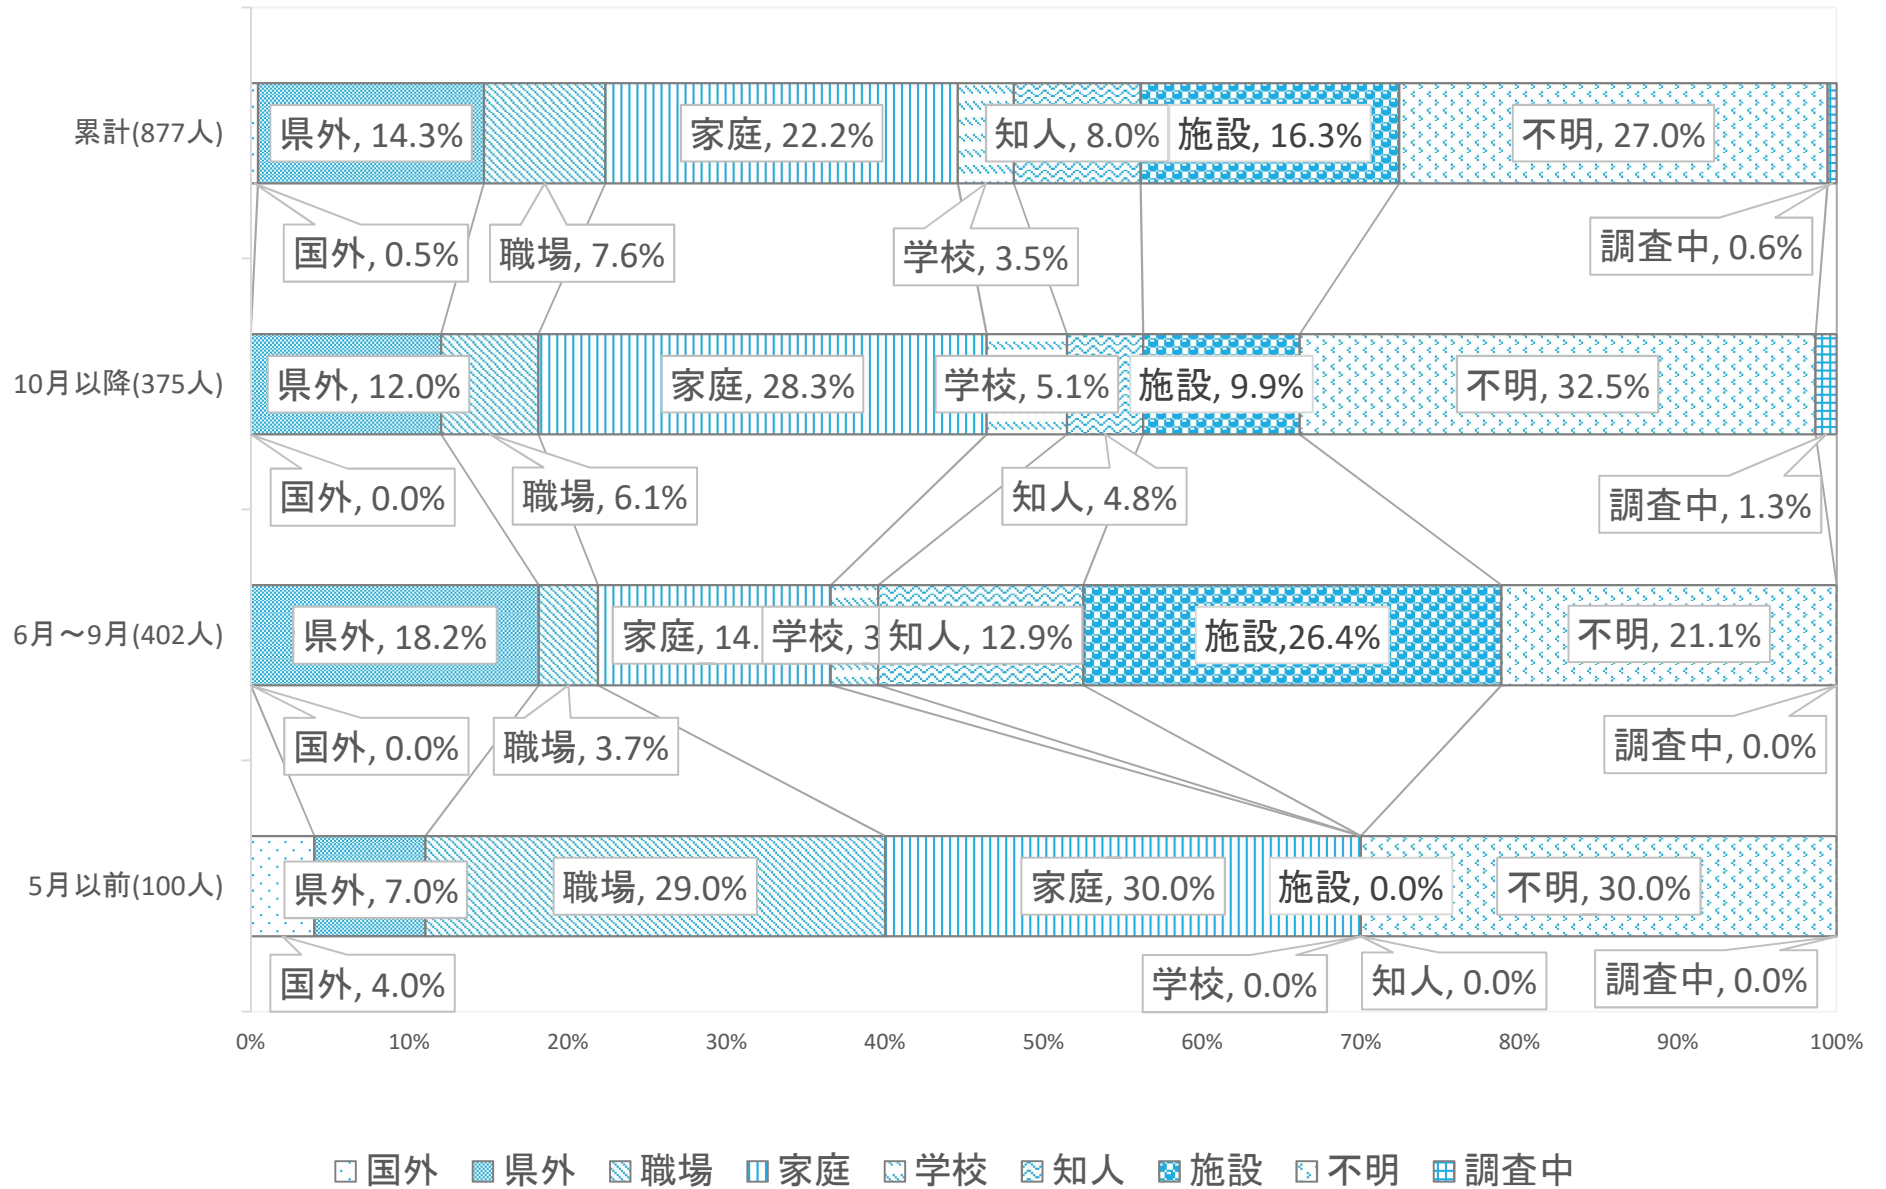 累計(877人)
県外, 14.3%
家庭, 22.2%
知人, 8.0%
施設, 16.3%
不明, 27.0%
国外, 0.5%
職場, 7.6%
学校, 3.5%
調査中, 0.6%
10月以降(375人)
県外, 12.0%
家庭, 28.3%
学校, 5.1%
施設, 9.9%
不明, 32.5%
国外, 0.0%
職場, 6.1%
知人, 4.8%
調査中, 1.3%
6月～9月(402人)
県外, 18.2%
家庭, 14.
学校, 3
知人, 12.9%
施設,26.4%
不明, 21.1%
国外, 0.0%
職場, 3.7%
調査中, 0.0%
5月以前(100人)
県外, 7.0%
職場, 29.0%
家庭, 30.0%
施設, 0.0%
不明, 30.0%
国外, 4.0%
学校, 0.0%
知人, 0.0%
調査中, 0.0%
0% 10% 20% 30% 40% 50% 60% 70% 80% 90% 100%
国外 県外 職場 家庭 学校 知人 施設 不明 調査中